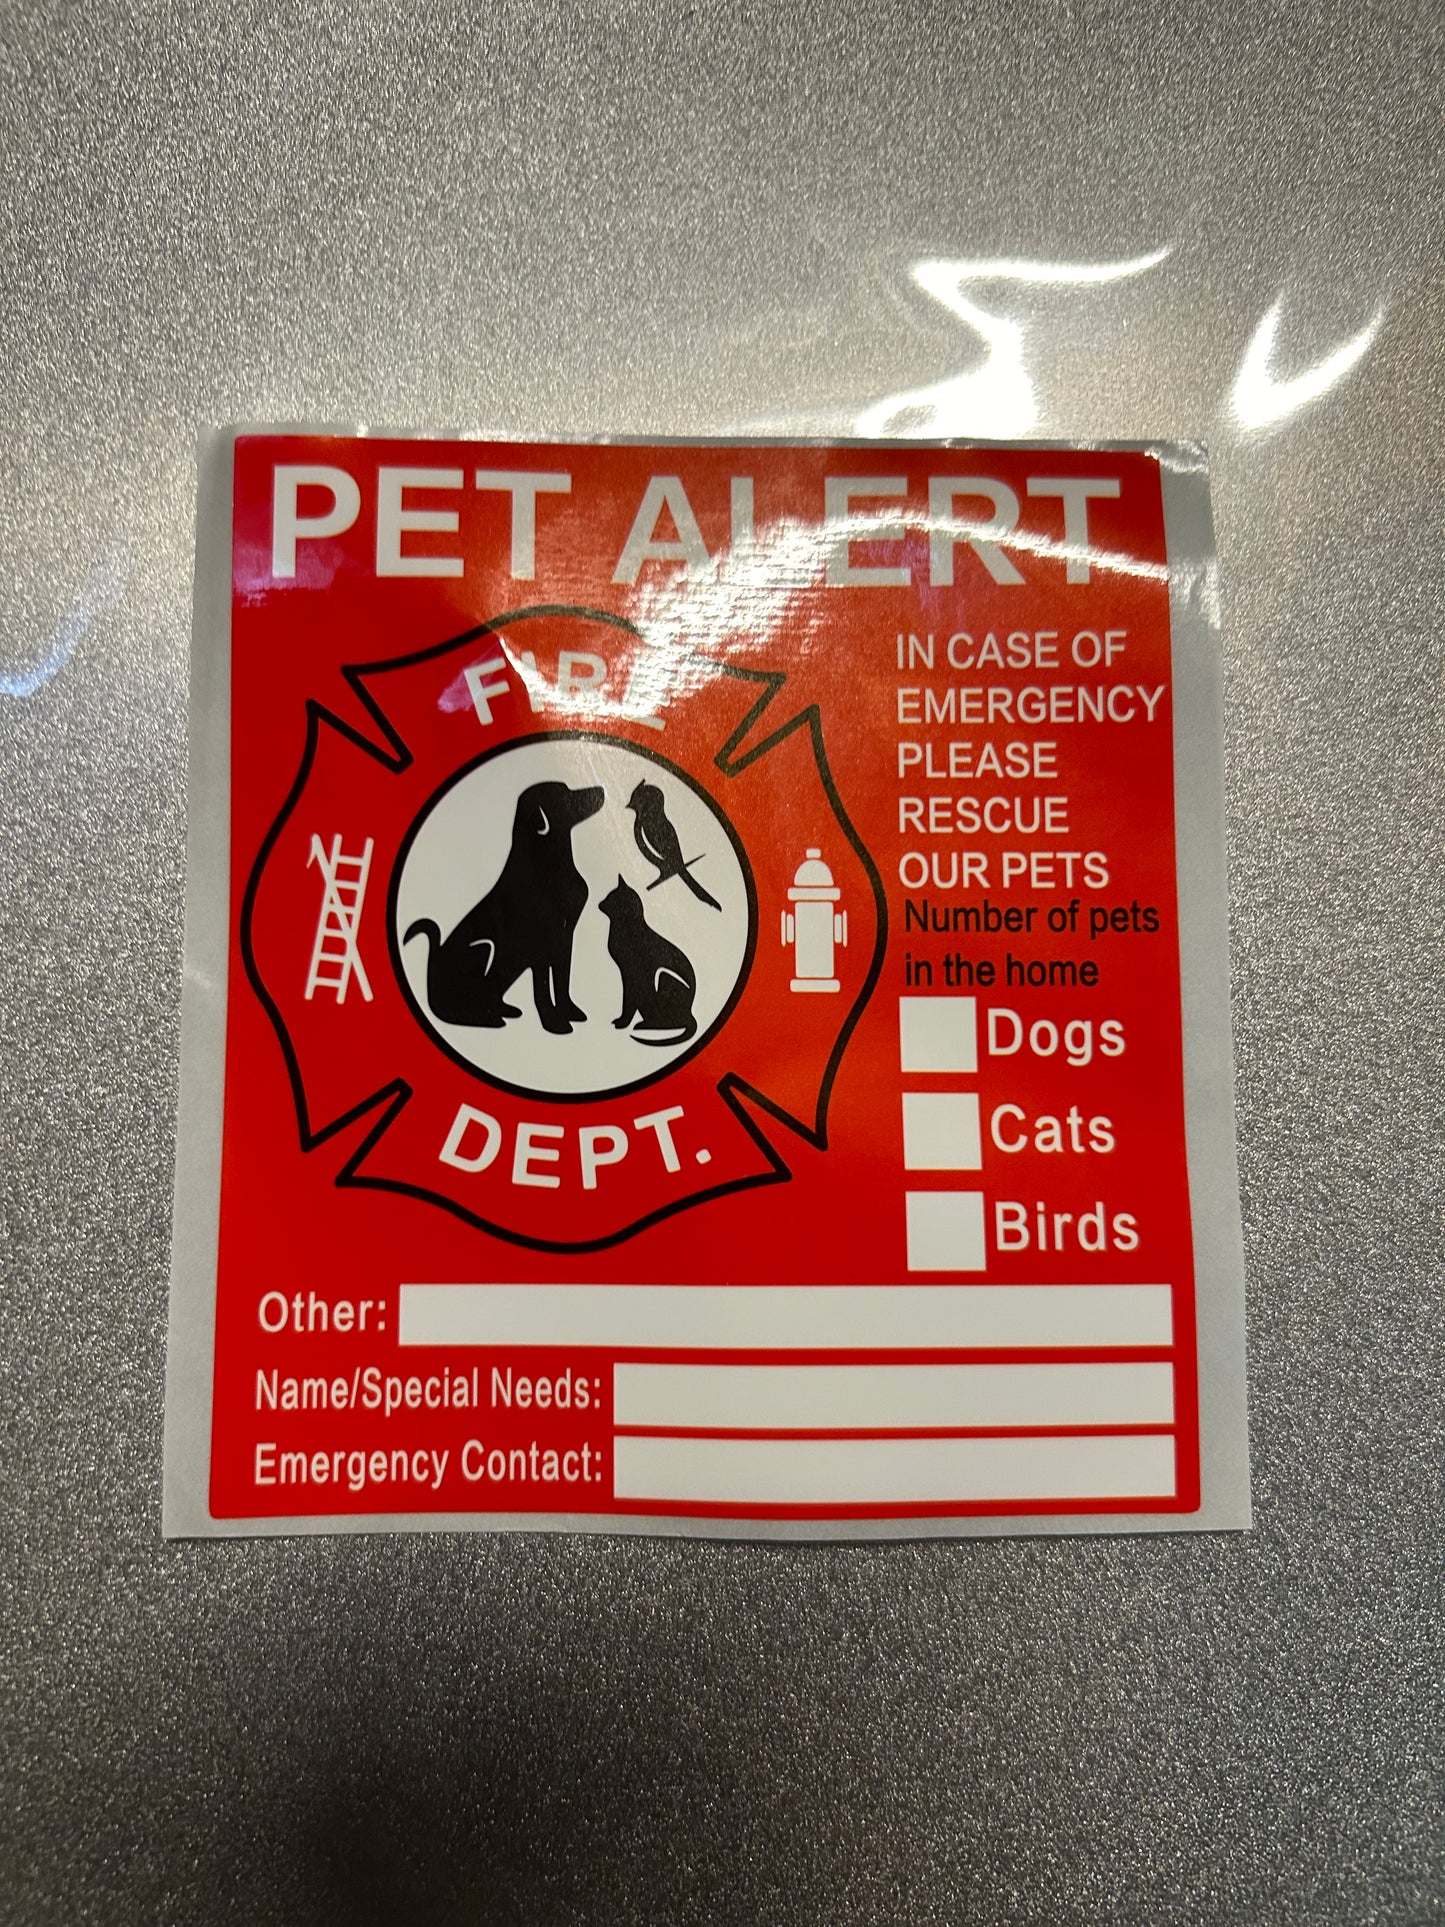 PET ALERT
FIRE
DEPT.
IN CASE OF
EMERGENCY
PLEASE
RESCUE
OUR PETS
Number of pets
in the home
Dogs
Cats
Birds
Other:
Name/Special Needs:
Emergency Contact: